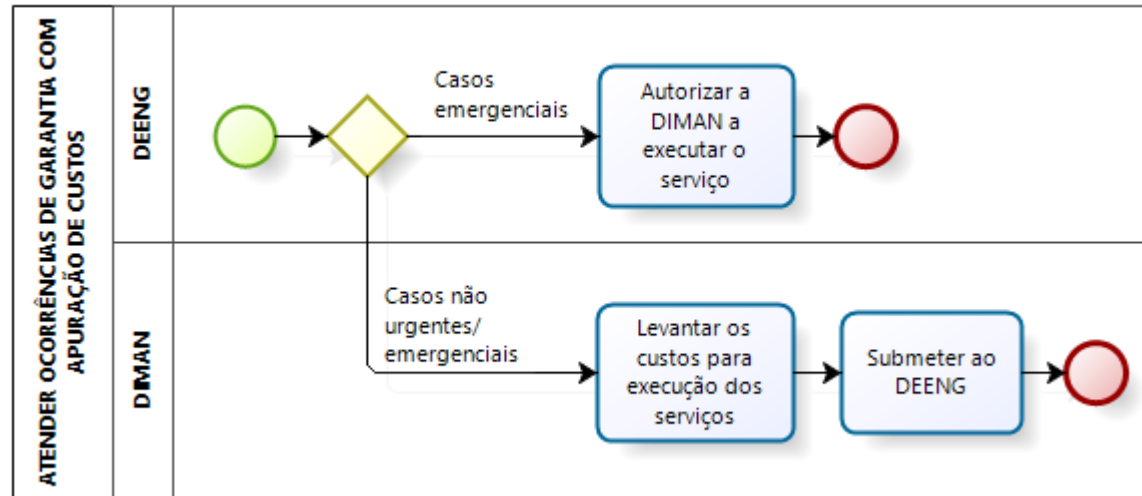 ATENDER OCORRÊNCIAS DE GARANTIA COM
APURAÇÃO DE CUSTOS
DEENG
Casos
emergenciais
Autorizar a
DIMAN a
executar o
serviço
DIMAN
Casos não
urgentes/
emergenciais
Levantar os
custos para
execução dos
serviços
Submeter ao
DEENG